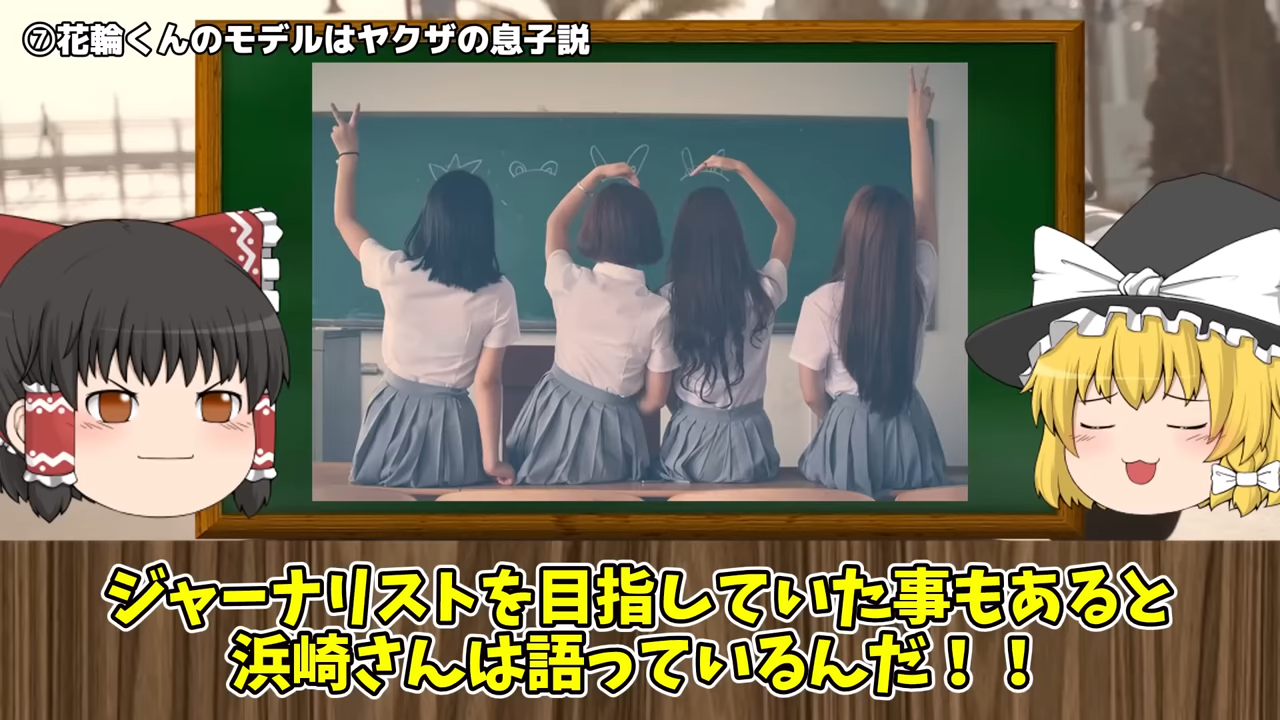 ⑦花輪くんのモデルはヤクザの息子説
ジャーナリストを目指していた事もあると
浜崎さんは語っているんだ！！